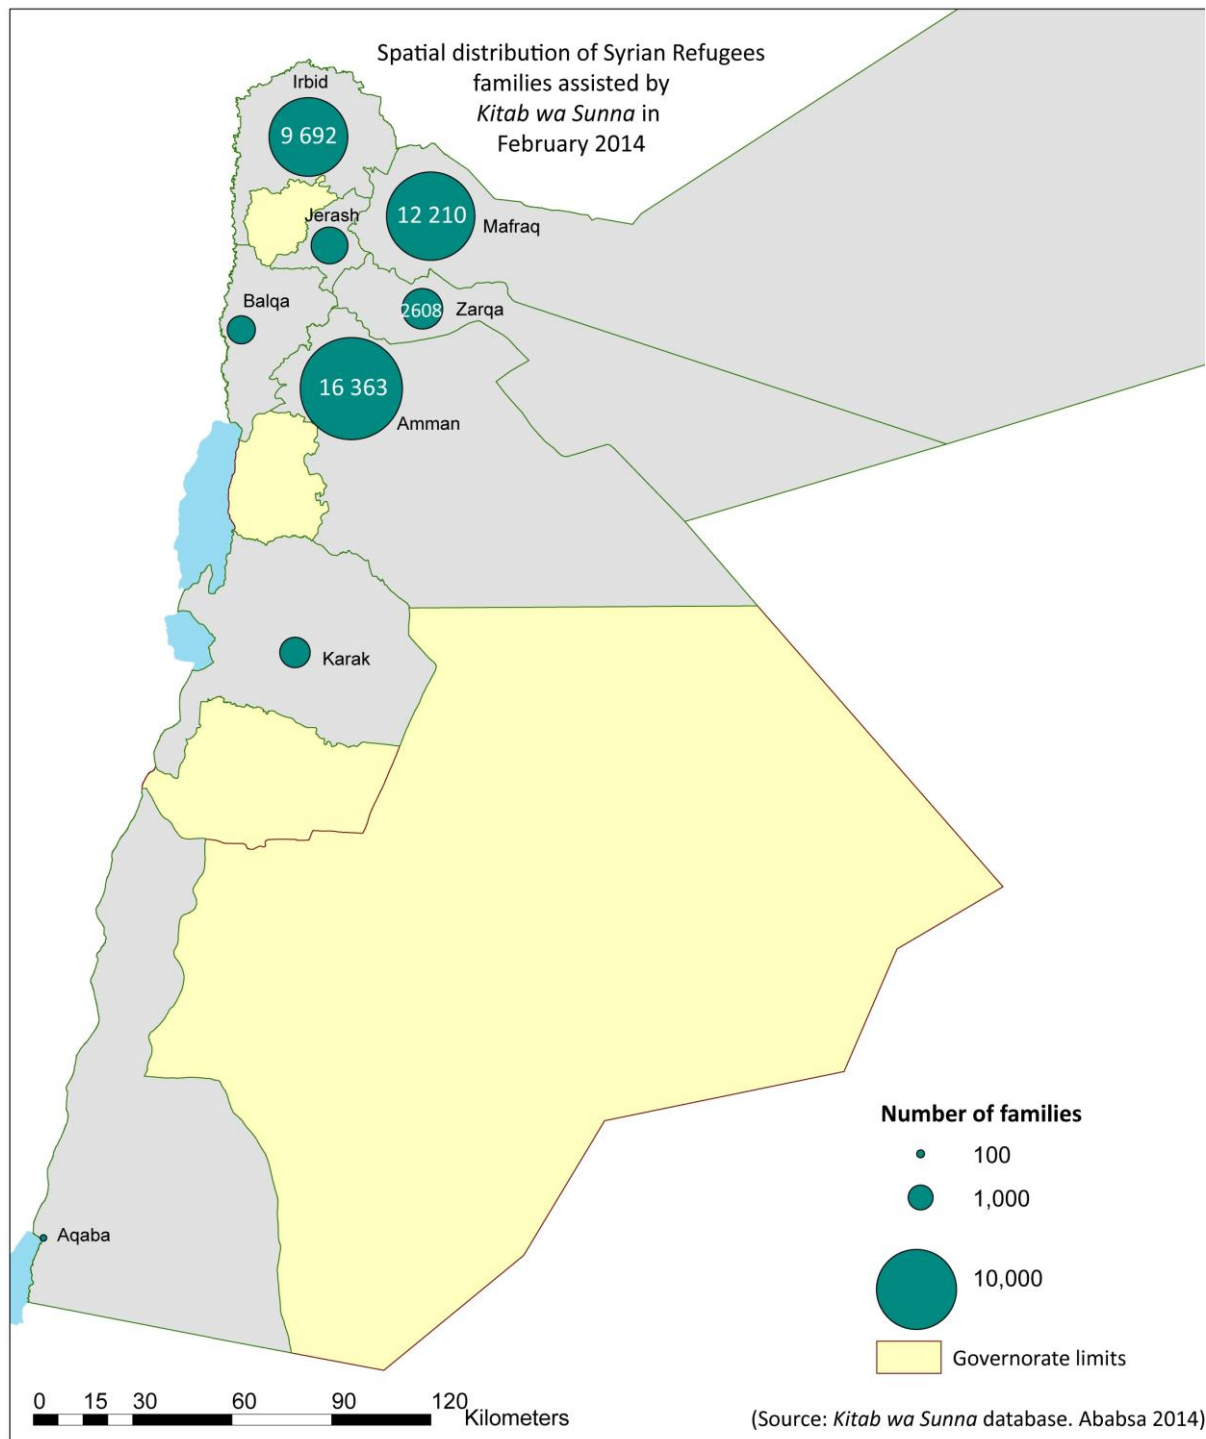 Spatial distribution of Syrian Refugees
families assisted by
Kitab wa Sunna in
February 2014
Irbid
9 692
Jerash
12 210
Mafraq
Balqa
2608
Zarqa
16 363
Amman
Karak
Aqaba
Number of families
100
1,000
10,000
Governorate limits
0 15 30 60 90 120
Kilometers
(Source: Kitab wa Sunna database. Ababsa 2014)